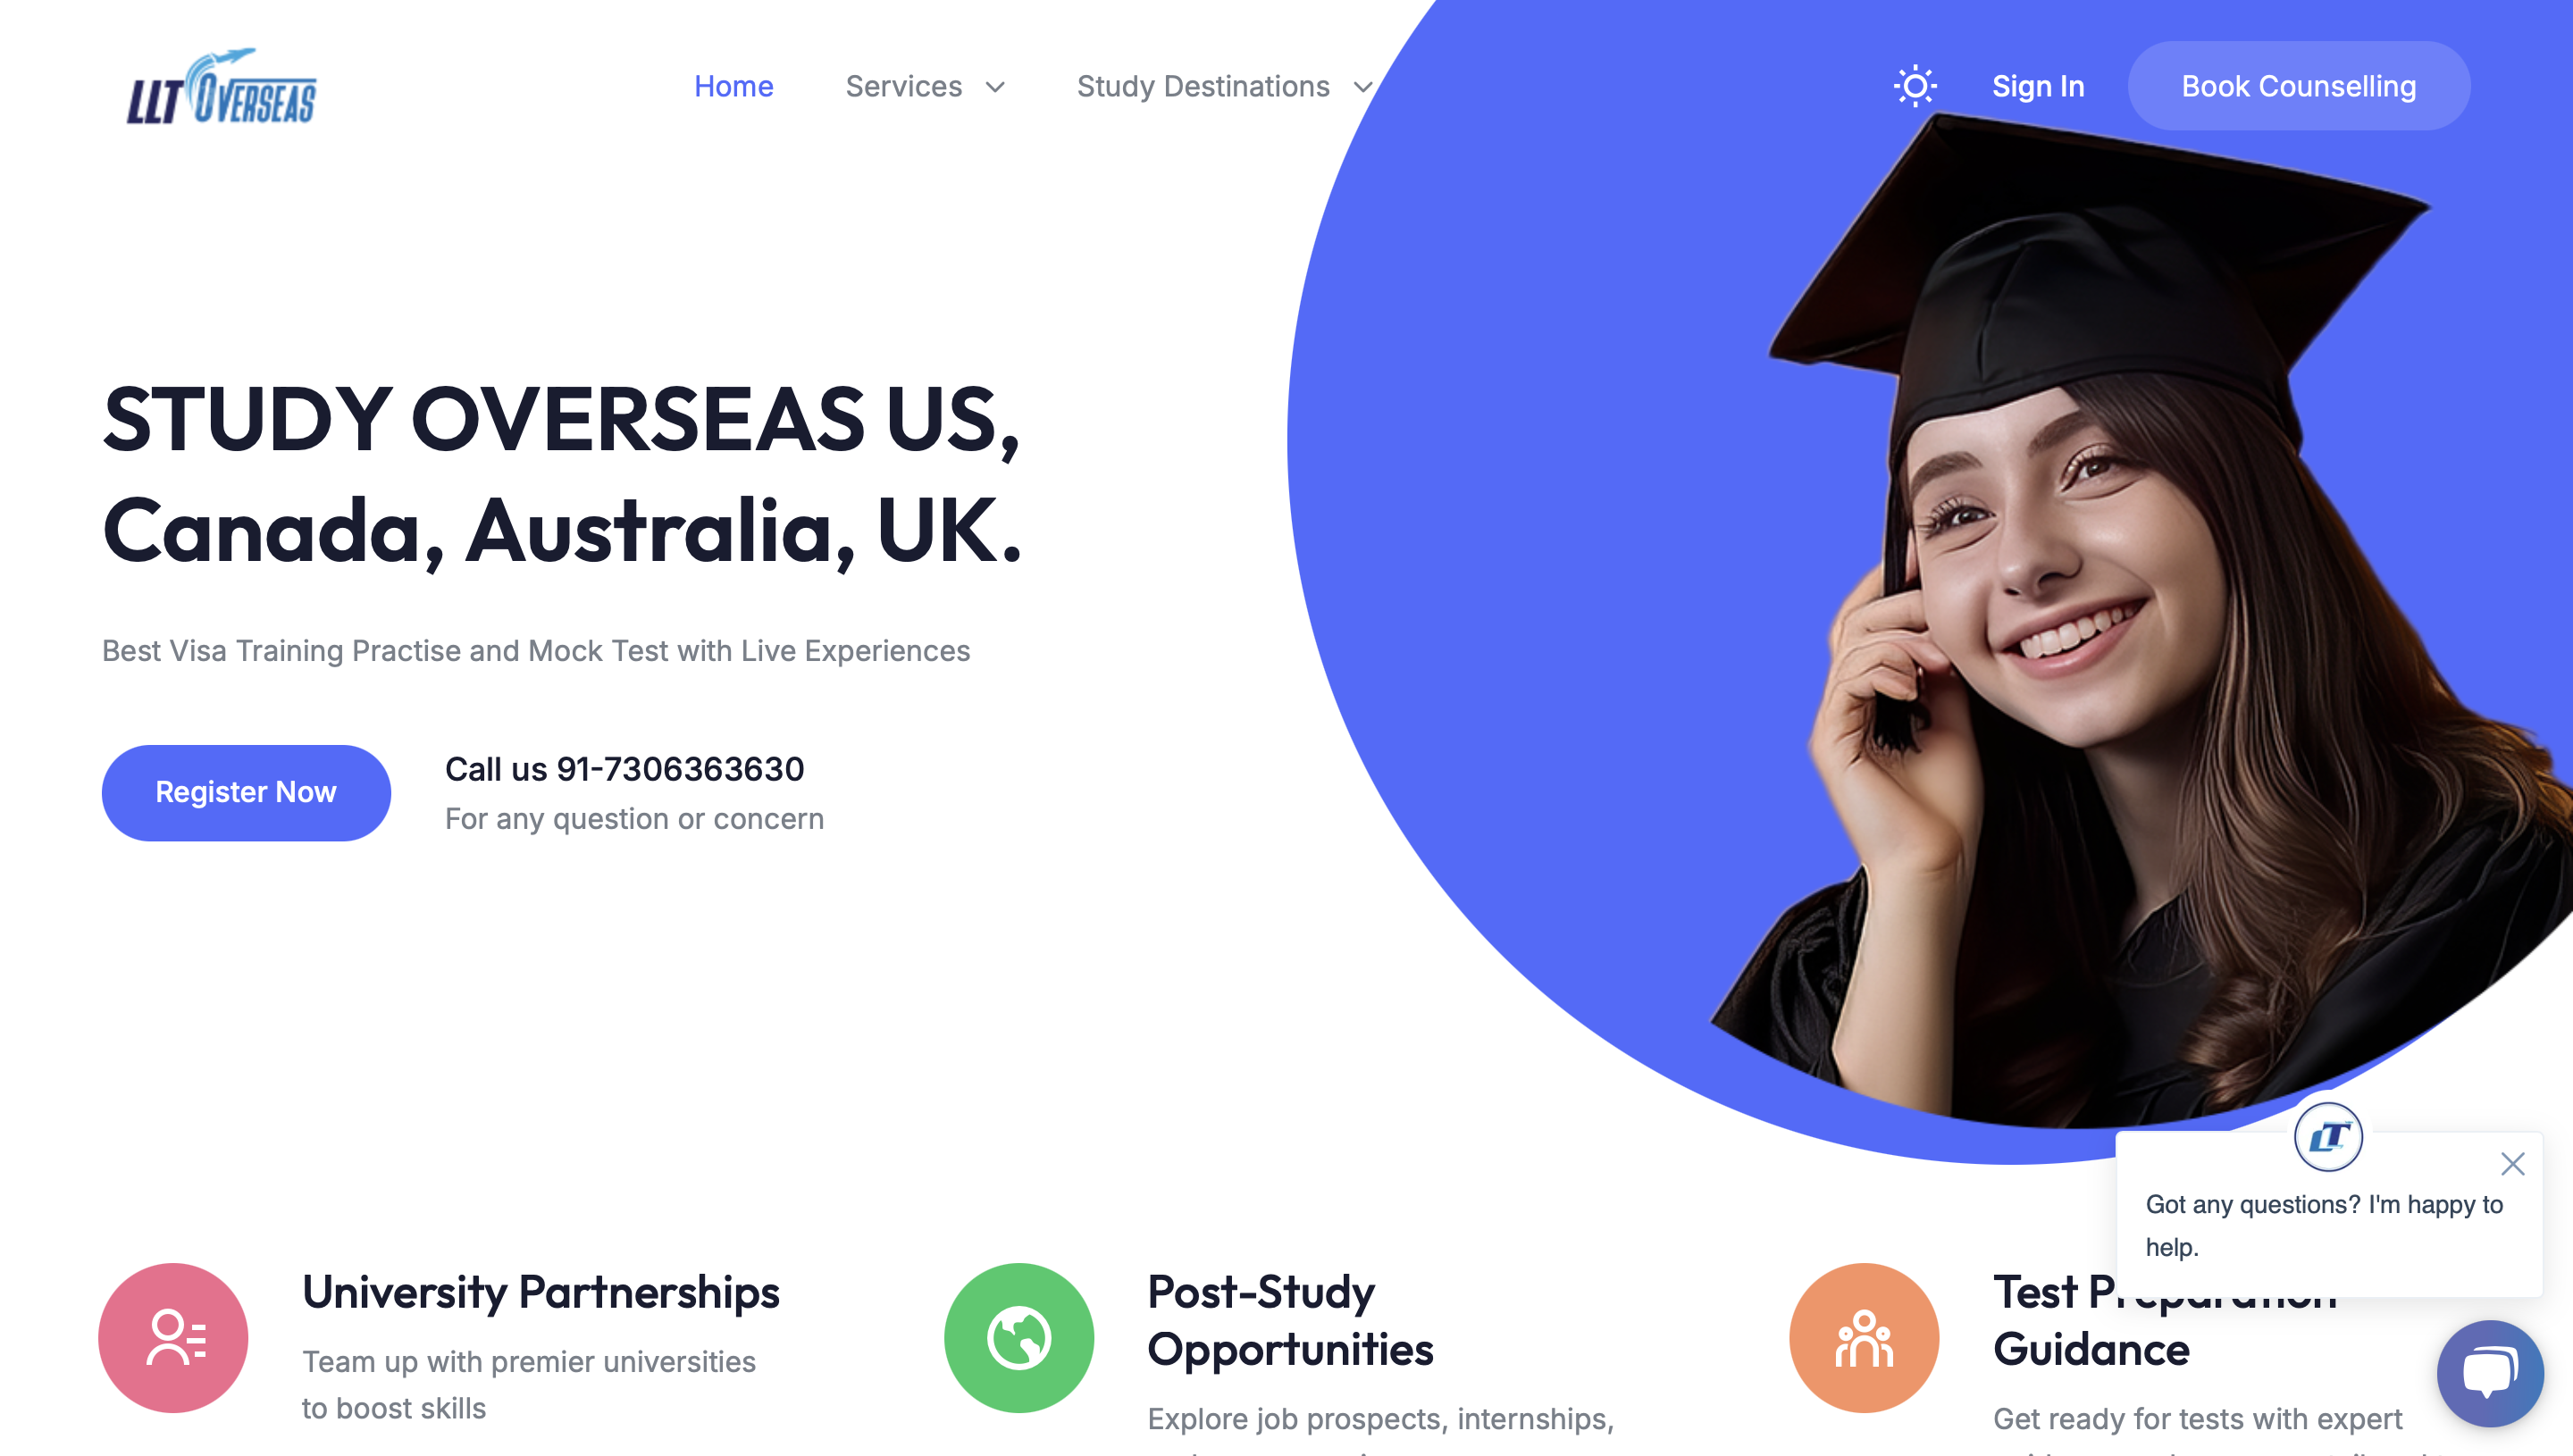 LLT OVERSEAS
Home
Services
Study Destinations
Sign In
Book Counselling
STUDY OVERSEAS US,
Canada, Australia, UK.
Best Visa Training Practise and Mock Test with Live Experiences
Register Now
Call us 91-7306363630
For any question or concern
LT
Got any questions? I'm happy to
help.
University Partnerships
Team up with premier universities
to boost skills
Post-Study
Opportunities
Explore job prospects, internships,
Test Preparation
Guidance
Get ready for tests with expert